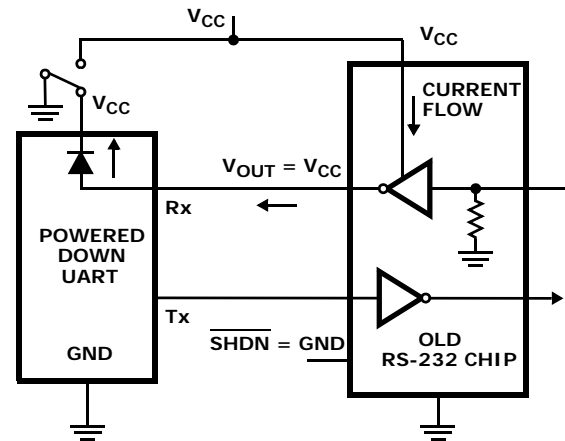 VCC
VCC
VCC
CURRENT
FLOW
VOUT = VCC
Rx
POWERED
DOWN
UART
Tx
SHDN = GND
GND
OLD
RS-232 CHIP